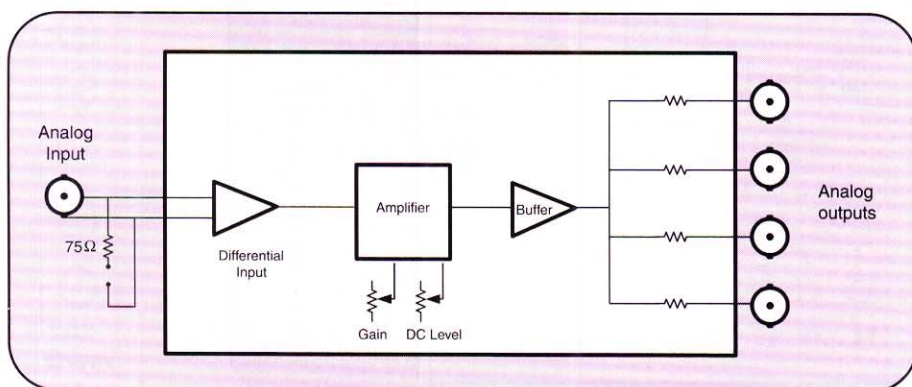 Analog
Input
75Ω
Differential
Input
Amplifier
Gain
DC Level
Buffer
Analog
outputs